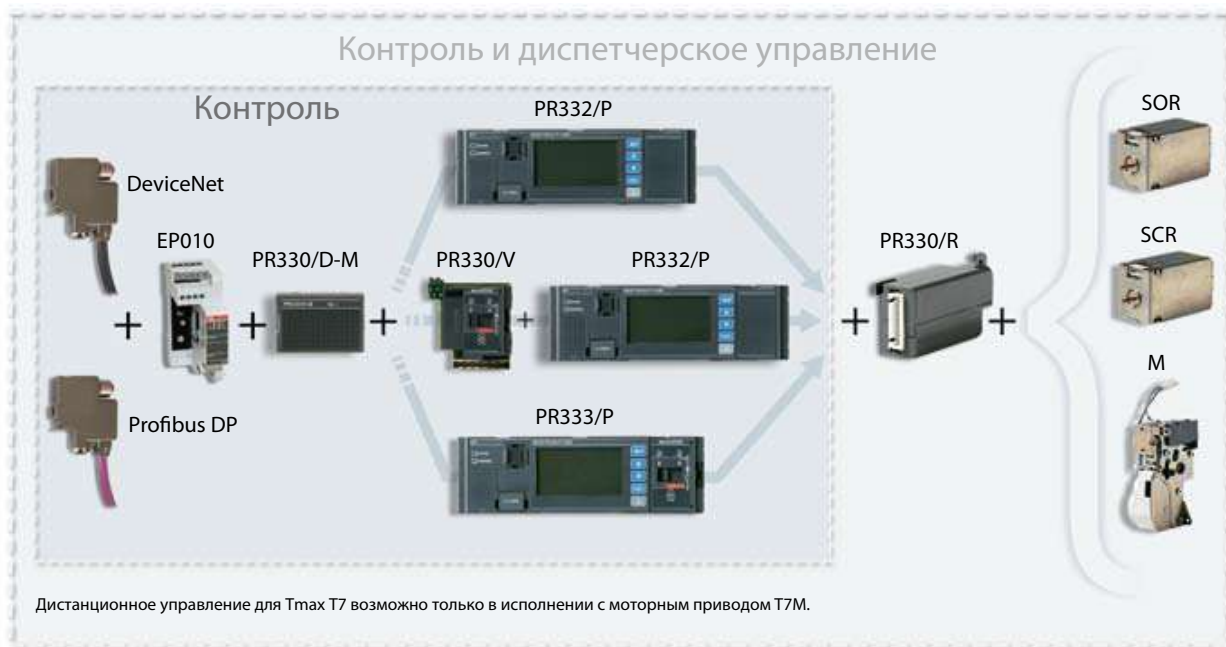 Контроль и диспетчерское управление
Контроль
PR332/P
SOR
DeviceNet
EP010
PR330/D-M
PR330/V
PR332/P
PR330/R
SCR
+ + + + + +
M
Profibus DP
PR333/P
Дистанционное управление для Tmax T7 возможно только в исполнении с моторным приводом T7M.